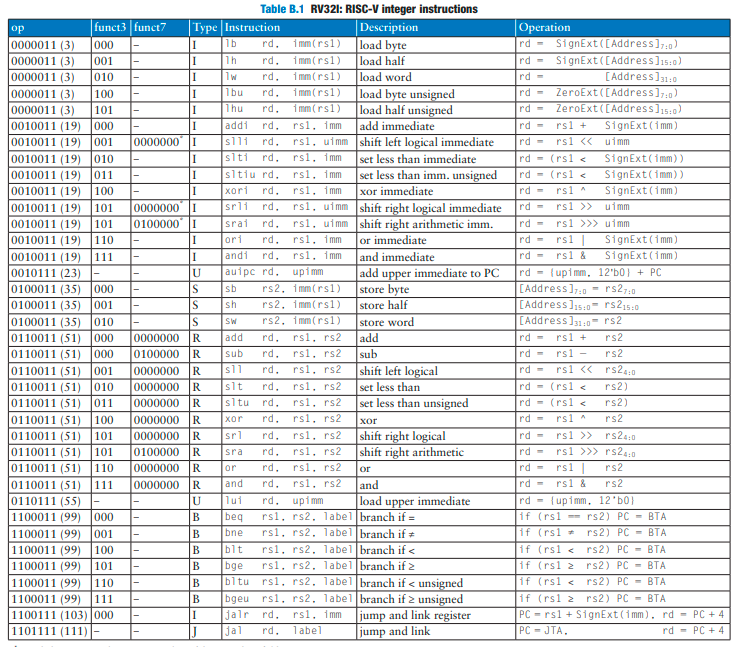 Table B.1 RV32I: RISC-V integer instructions
op funct3 funct7 Type Instruction Description Operation
0000011 (3) 000 – I lb rd, imm(rs1) load byte rd = SignExt([Address]7:0)
0000011 (3) 001 – I lh rd, imm(rs1) load half rd = SignExt([Address]15:0)
0000011 (3) 010 – I lw rd, imm(rs1) load word rd = [Address]31:0
0000011 (3) 100 – I lbu rd, imm(rs1) load byte unsigned rd = ZeroExt([Address]7:0)
0000011 (3) 101 – I lhu rd, imm(rs1) load half unsigned rd = ZeroExt([Address]15:0)
0010011 (19) 000 – I addi rd, rs1, imm add immediate rd = rs1 + SignExt(imm)
0010011 (19) 001 0000000* I slli rd, rs1, uimm shift left logical immediate rd = rs1 << uimm
0010011 (19) 010 – I slti rd, rs1, imm set less than immediate rd = (rs1 < SignExt(imm))
0010011 (19) 011 – I sltiu rd, rs1, imm set less than imm. unsigned rd = (rs1 < SignExt(imm))
0010011 (19) 100 – I xori rd, rs1, imm xor immediate rd = rs1 ^ SignExt(imm)
0010011 (19) 101 0000000* I srli rd, rs1, uimm shift right logical immediate rd = rs1 >> uimm
0010011 (19) 101 0100000* I srai rd, rs1, uimm shift right arithmetic imm. rd = rs1 >>> uimm
0010011 (19) 110 – I ori rd, rs1, imm or immediate rd = rs1 | SignExt(imm)
0010011 (19) 111 – I andi rd, rs1, imm and immediate rd = rs1 & SignExt(imm)
0010111 (23) – – U auipc rd, upimm add upper immediate to PC rd = {upimm, 12'b0} + PC
0100011 (35) 000 – S sb rs2, imm(rs1) store byte [Address]7:0 = rs27:0
0100011 (35) 001 – S sh rs2, imm(rs1) store half [Address]15:0 = rs215:0
0100011 (35) 010 – S sw rs2, imm(rs1) store word [Address]31:0 = rs2
0110011 (51) 000 0000000 R add rd, rs1, rs2 add rd = rs1 + rs2
0110011 (51) 000 0100000 R sub rd, rs1, rs2 sub rd = rs1 – rs2
0110011 (51) 001 0000000 R sll rd, rs1, rs2 shift left logical rd = rs1 << rs24:0
0110011 (51) 010 0000000 R slt rd, rs1, rs2 set less than rd = (rs1 < rs2)
0110011 (51) 011 0000000 R sltu rd, rs1, rs2 set less than unsigned rd = (rs1 < rs2)
0110011 (51) 100 0000000 R xor rd, rs1, rs2 xor rd = rs1 ^ rs2
0110011 (51) 101 0000000 R srl rd, rs1, rs2 shift right logical rd = rs1 >> rs24:0
0110011 (51) 101 0100000 R sra rd, rs1, rs2 shift right arithmetic rd = rs1 >>> rs24:0
0110011 (51) 110 0000000 R or rd, rs1, rs2 or rd = rs1 | rs2
0110011 (51) 111 0000000 R and rd, rs1, rs2 and rd = rs1 & rs2
0110111 (55) – – U lui rd, upimm load upper immediate rd = {upimm, 12'b0}
1100011 (99) 000 – B beq rs1, rs2, label branch if = if (rs1 == rs2) PC = BTA
1100011 (99) 001 – B bne rs1, rs2, label branch if ≠ if (rs1 ≠ rs2) PC = BTA
1100011 (99) 100 – B blt rs1, rs2, label branch if < if (rs1 < rs2) PC = BTA
1100011 (99) 101 – B bge rs1, rs2, label branch if ≥ if (rs1 ≥ rs2) PC = BTA
1100011 (99) 110 – B bltu rs1, rs2, label branch if < unsigned if (rs1 < rs2) PC = BTA
1100011 (99) 111 – B bgeu rs1, rs2, label branch if ≥ unsigned if (rs1 ≥ rs2) PC = BTA
1100111 (103) 000 – I jalr rd, rs1, imm jump and link register PC = rs1 + SignExt(imm), rd = PC + 4
1101111 (111) – – J jal rd, label jump and link PC = JTA, rd = PC + 4